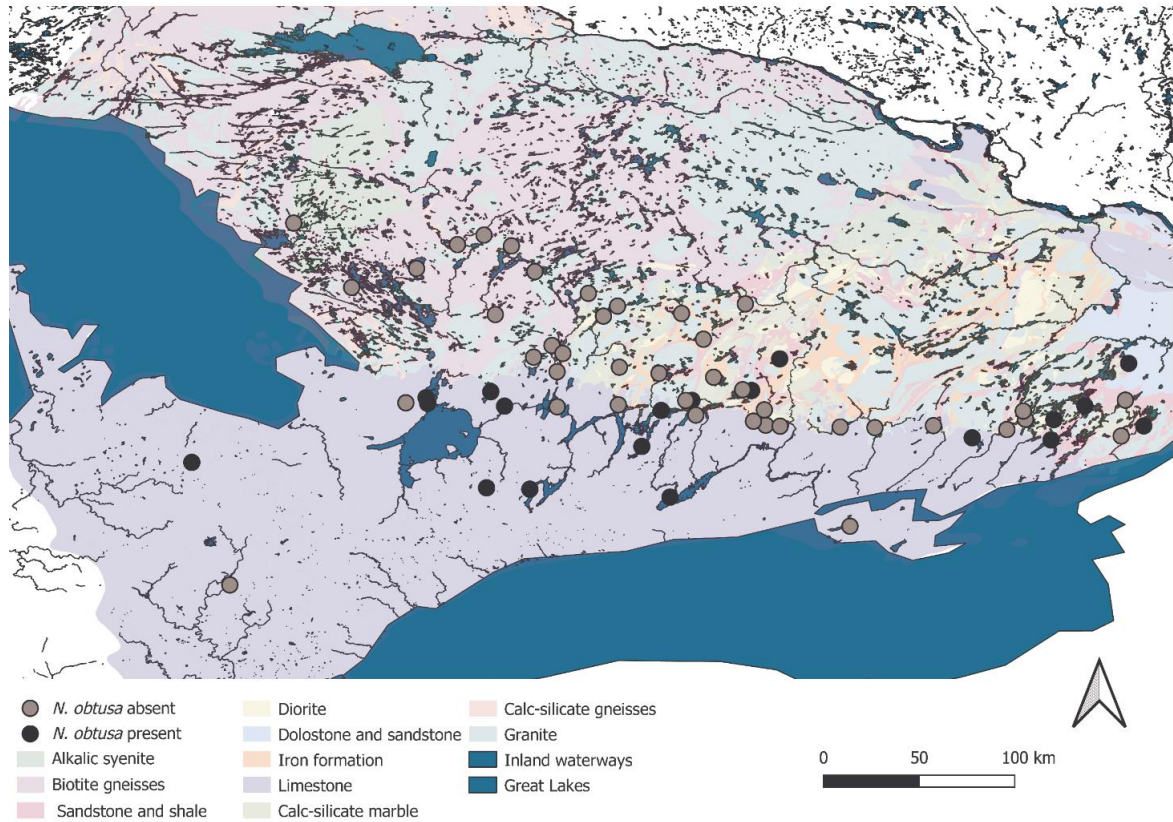 N. obtusa absent
N. obtusa present
Alkalic syenite
Biotite gneisses
Sandstone and shale
Diorite
Dolostone and sandstone
Iron formation
Limestone
Calc-silicate marble
Calc-silicate gneisses
Granite
Inland waterways
Great Lakes
0 50 100 km